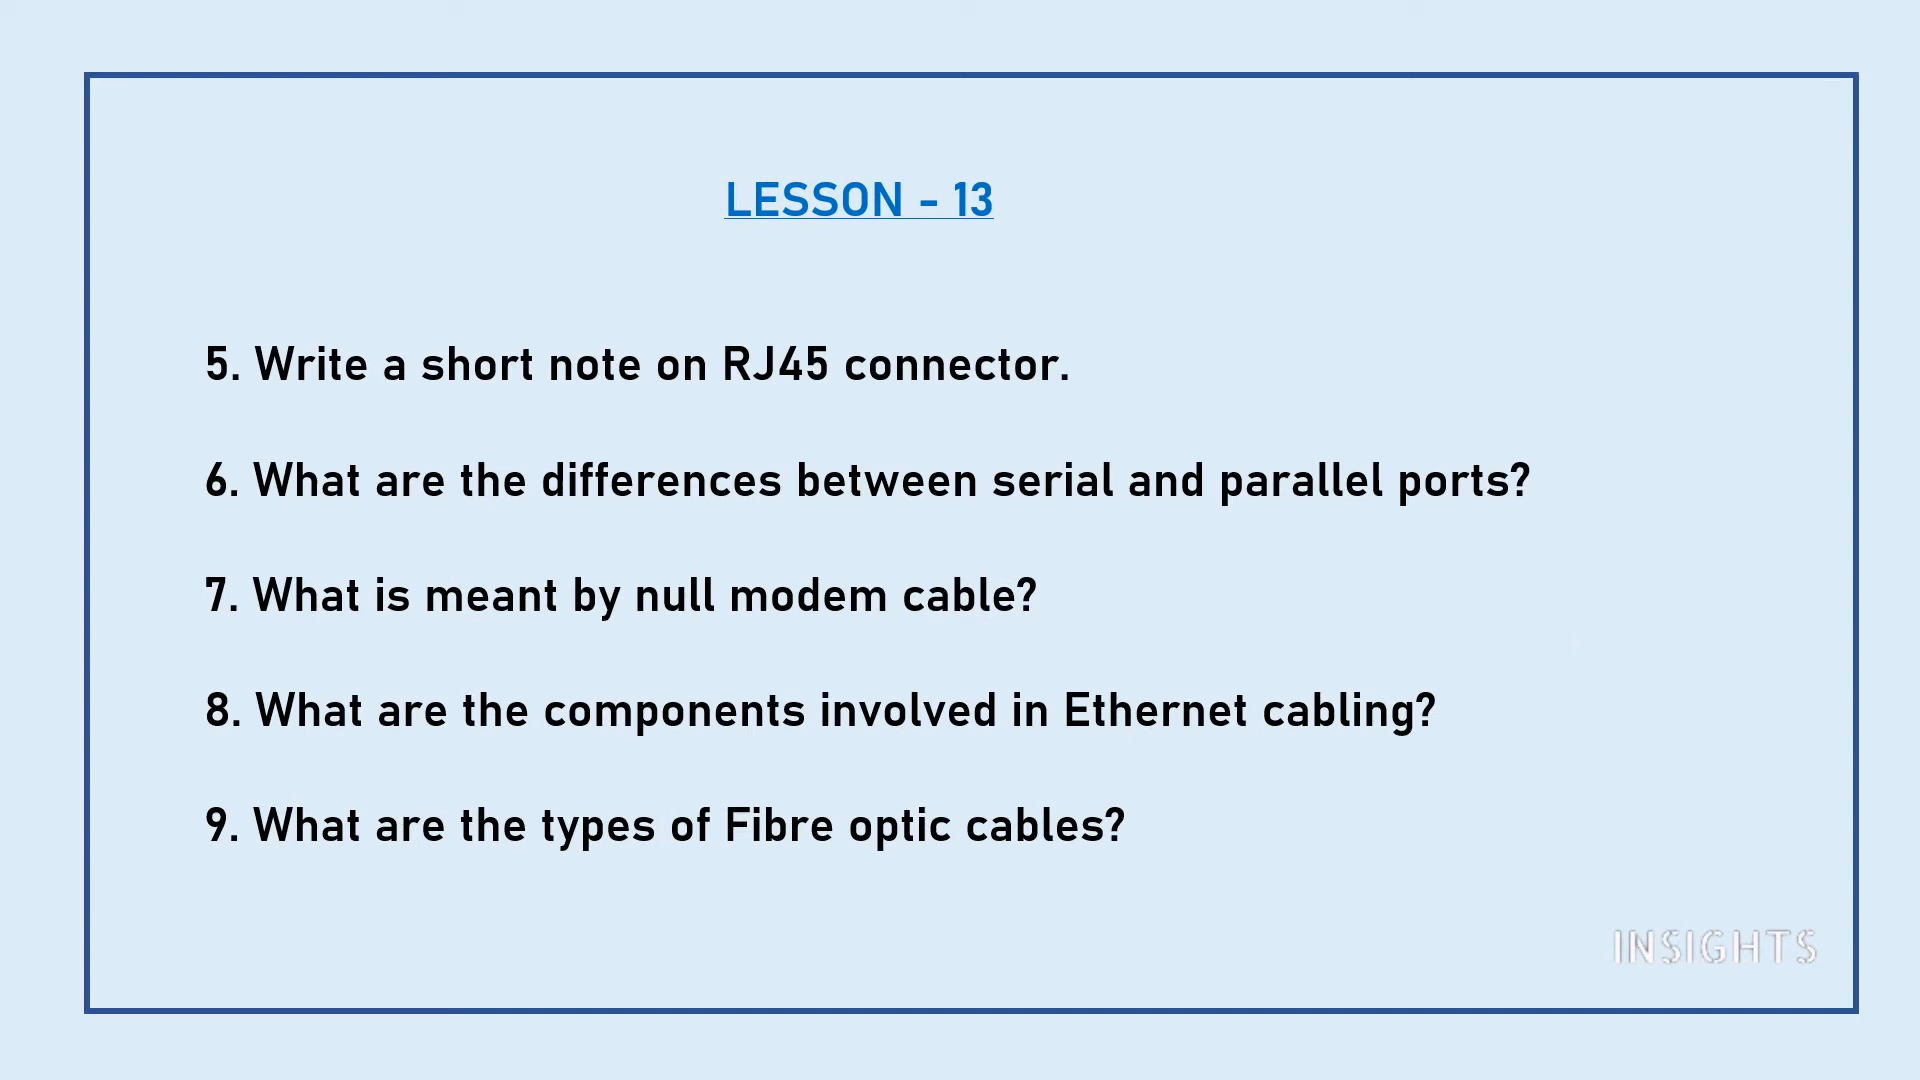 LESSON - 13
5. Write a short note on RJ45 connector.
6. What are the differences between serial and parallel ports?
7. What is meant by null modem cable?
8. What are the components involved in Ethernet cabling?
9. What are the types of Fibre optic cables?
INSIGHTS